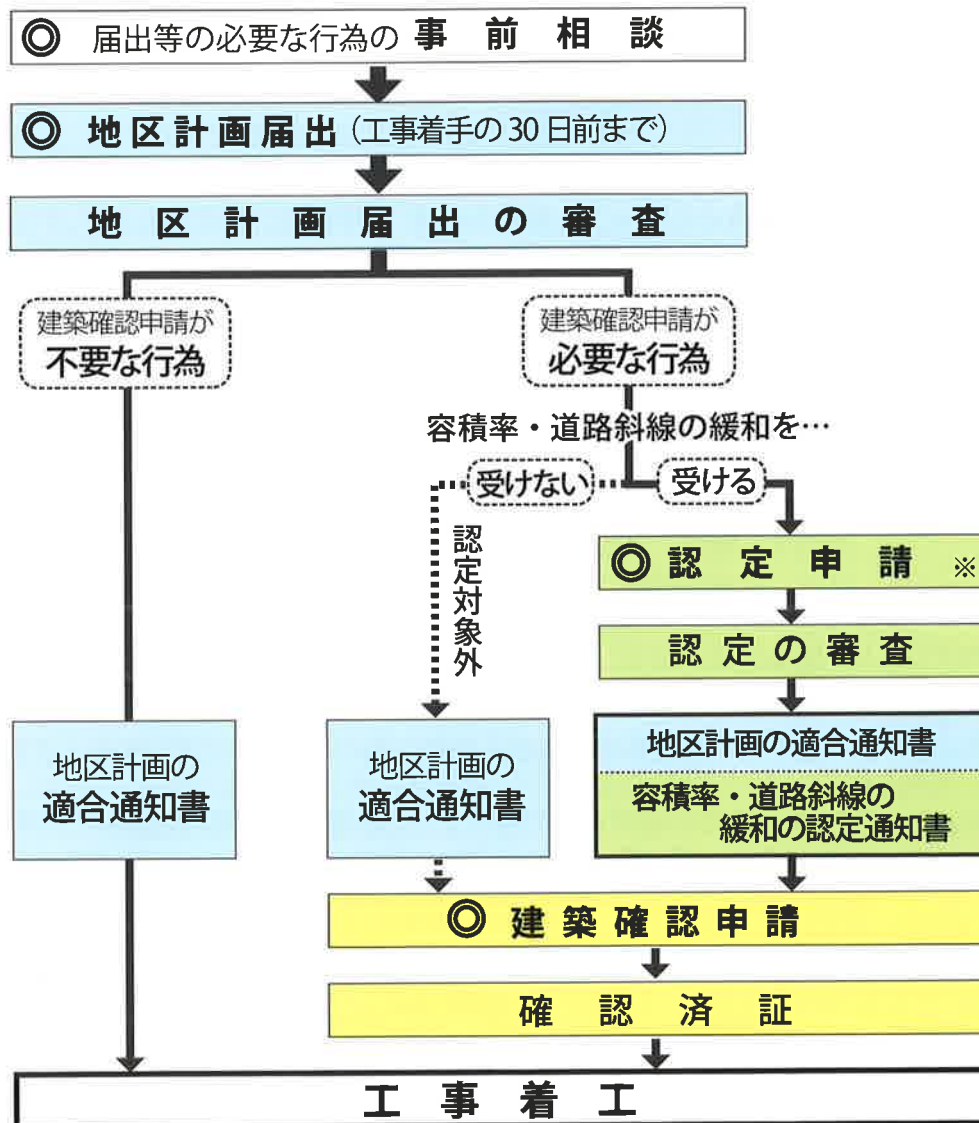 ◎ 届出等の必要な行為の 事前相談
◎ 地区計画届出（工事着手の30日前まで）
地区計画届出の審査
建築確認申請が
不要な行為
建築確認申請が
必要な行為
容積率・道路斜線の緩和を…
受けない
受ける
認定対象外
◎ 認定申請 ※
認定の審査
地区計画の
適合通知書
地区計画の
適合通知書
地区計画の適合通知書
容積率・道路斜線の
緩和の認定通知書
◎ 建築確認申請
確認済証
工事着工